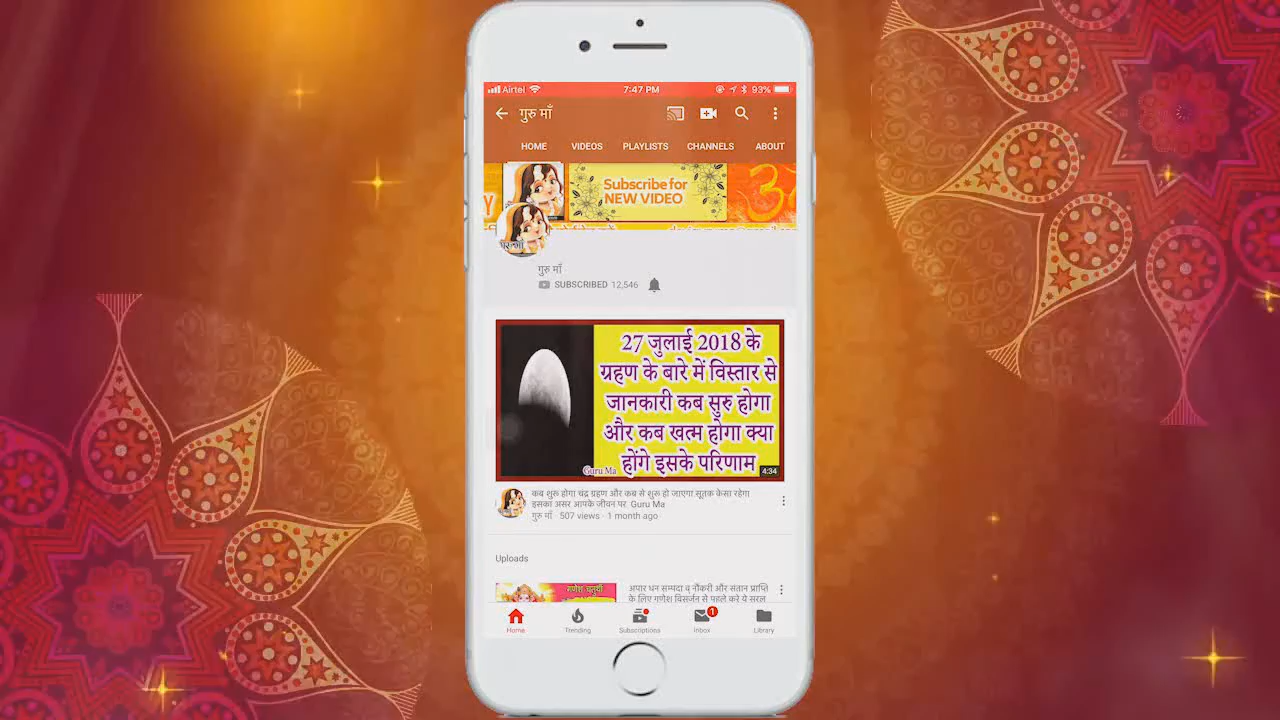 Airtel 7:47 PM 93%
गुरु माँ
HOME VIDEOS PLAYLISTS CHANNELS ABOUT
Subscribe for
NEW VIDEO
गुरु माँ
गुरु माँ
SUBSCRIBED 12,546
27 जुलाई 2018 के
ग्रहण के बारे में विस्तार से
जानकारी कब सुरु होगा
और कब खत्म होगा क्या
होंगे इसके परिणाम
Guru Ma
4:34
कब शुरू होगा चंद्र ग्रहण और कब से शुरू हो जाएगा सूतक केसा रहेगा
इसका असर आपके जीवन पर Guru Ma
गुरु माँ · 507 views · 1 month ago
Uploads
गणेश चतुर्थी
अपार धन सम्पदा व् नौकरी और संतान प्राप्ति
के लिए गणेश विसर्जन से पहले करे ये सरल
1
Home Trending Subscriptions Inbox Library